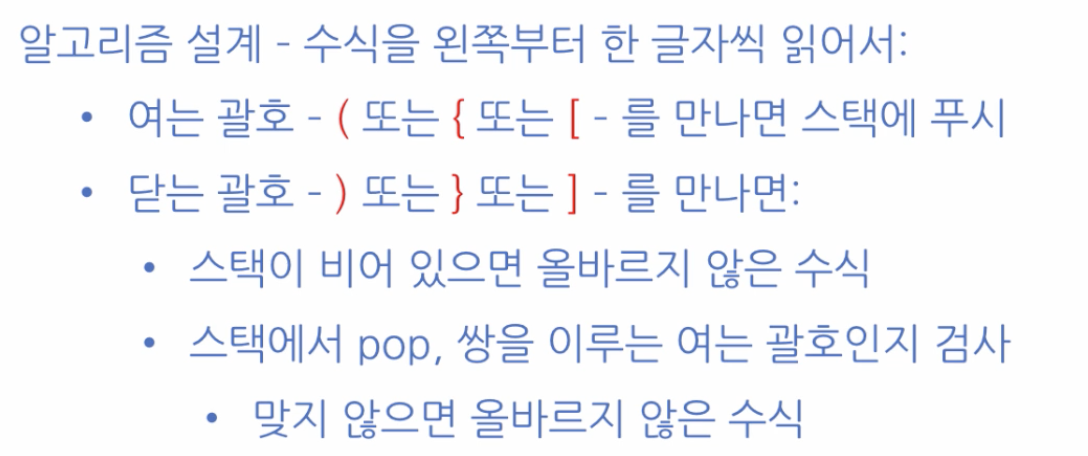 알고리즘 설계 - 수식을 왼쪽부터 한 글자씩 읽어서:
• 여는 괄호 - ( 또는 { 또는 [ - 를 만나면 스택에 푸시
• 닫는 괄호 - ) 또는 } 또는 ] - 를 만나면:
• 스택이 비어 있으면 올바르지 않은 수식
• 스택에서 pop, 쌍을 이루는 여는 괄호인지 검사
• 맞지 않으면 올바르지 않은 수식